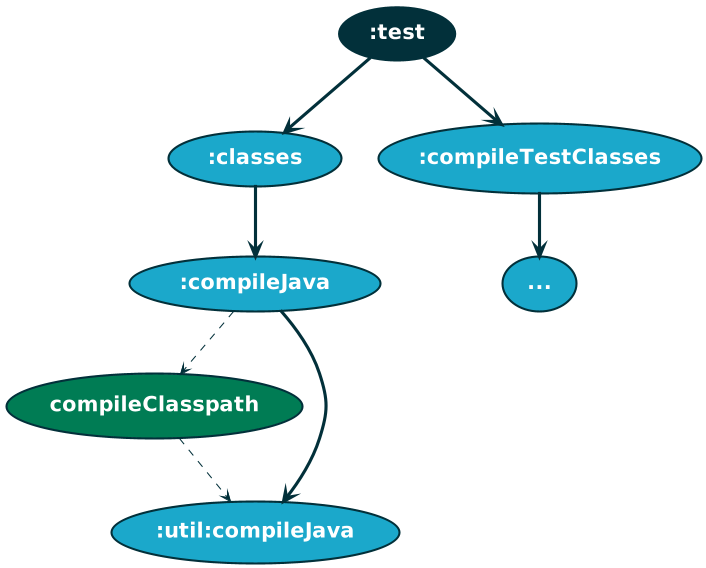 :test
:classes
:compileTestClasses
:compileJava
...
compileClasspath
:util:compileJava